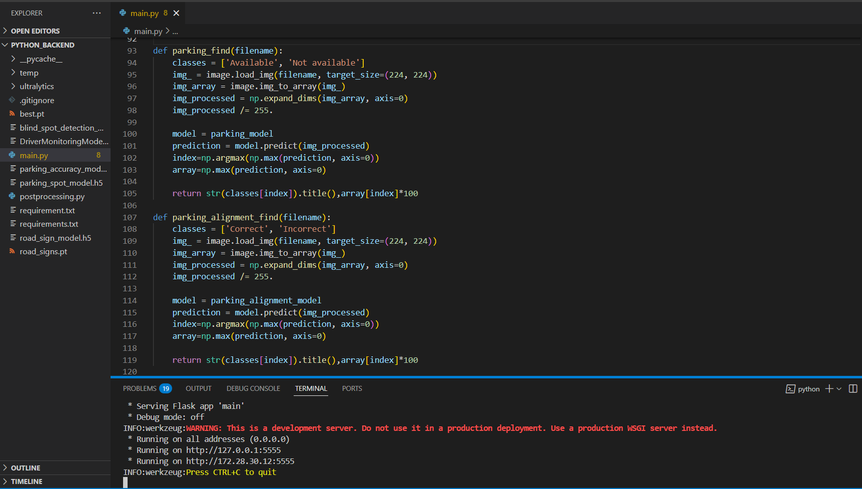 EXPLORER
···
OPEN EDITORS
PYTHON_BACKEND
__pycache__
temp
ultralytics
.gitignore
best.pt
blind_spot_detection_...
DriverMonitoringMode...
main.py 8
parking_accuracy_mod...
parking_spot_model.h5
postprocessing.py
requirement.txt
requirements.txt
road_sign_model.h5
road_signs.pt
OUTLINE
TIMELINE
main.py 8 ×
main.py > ...
92
93 def parking_find(filename):
94 classes = ['Available', 'Not available']
95 img_ = image.load_img(filename, target_size=(224, 224))
96 img_array = image.img_to_array(img_)
97 img_processed = np.expand_dims(img_array, axis=0)
98 img_processed /= 255.
99
100 model = parking_model
101 prediction = model.predict(img_processed)
102 index=np.argmax(np.max(prediction, axis=0))
103 array=np.max(prediction, axis=0)
104
105 return str(classes[index]).title(),array[index]*100
106
107 def parking_alignment_find(filename):
108 classes = ['Correct', 'Incorrect']
109 img_ = image.load_img(filename, target_size=(224, 224))
110 img_array = image.img_to_array(img_)
111 img_processed = np.expand_dims(img_array, axis=0)
112 img_processed /= 255.
113
114 model = parking_alignment_model
115 prediction = model.predict(img_processed)
116 index=np.argmax(np.max(prediction, axis=0))
117 array=np.max(prediction, axis=0)
118
119 return str(classes[index]).title(),array[index]*100
120
PROBLEMS 19 OUTPUT DEBUG CONSOLE TERMINAL PORTS python
* Serving Flask app 'main'
* Debug mode: off
INFO:werkzeug:WARNING: This is a development server. Do not use it in a production deployment. Use a production WSGI server instead.
* Running on all addresses (0.0.0.0)
* Running on http://127.0.0.1:5555
* Running on http://172.28.30.12:5555
INFO:werkzeug:Press CTRL+C to quit